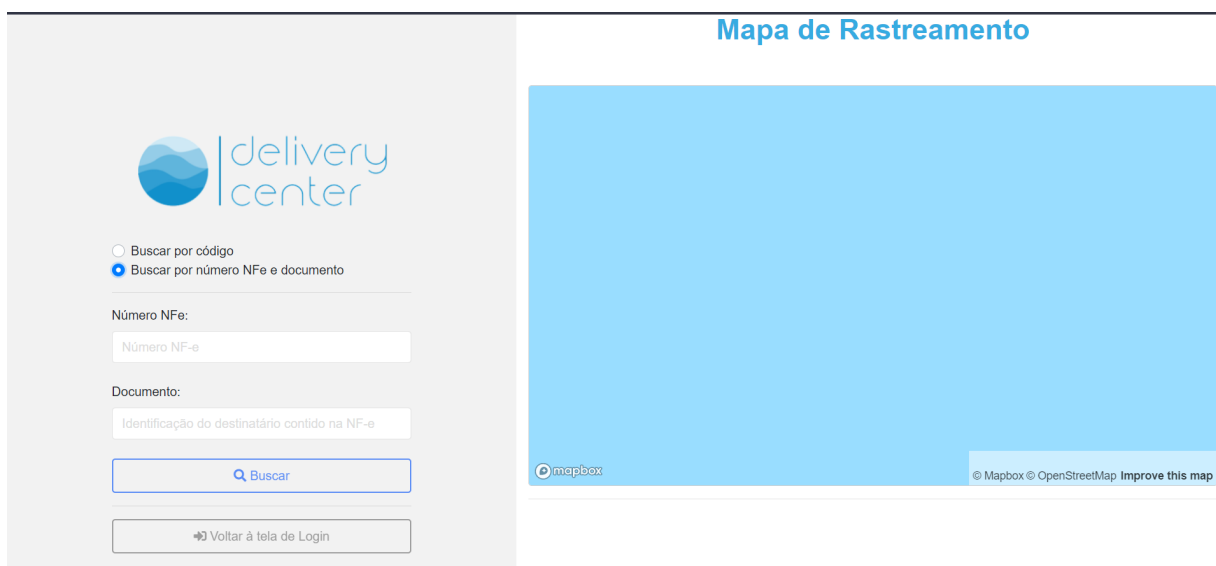 Mapa de Rastreamento
delivery
center
Buscar por código
Buscar por número NFe e documento
Número NFe:
Número NF-e
Documento:
Identificação do destinatário contido na NF-e
Buscar
Voltar à tela de Login
mapbox
© Mapbox © OpenStreetMap Improve this map